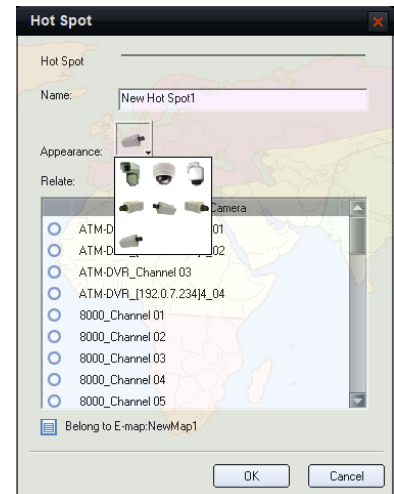 Hot Spot
Hot Spot
Name: New Hot Spot1
Appearance:
Relate:
Camera
ATM-D 01
ATM-D _02
ATM-DVR_Channel 03
ATM-DVR_[192.0.7.234]4_04
8000_Channel 01
8000_Channel 02
8000_Channel 03
8000_Channel 04
8000_Channel 05
Belong to E-map:NewMap1
OK Cancel